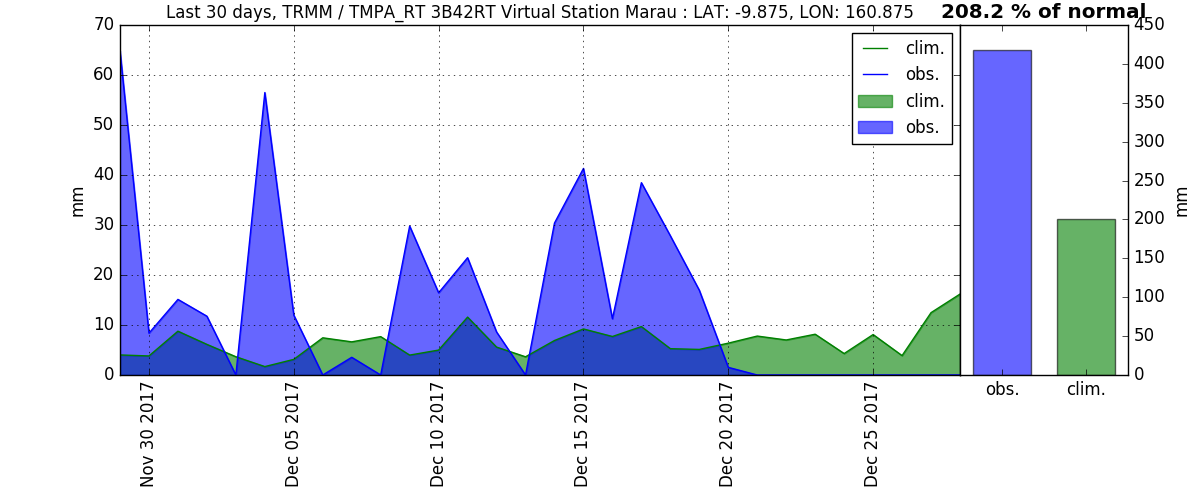 Last 30 days, TRMM / TMPA_RT 3B42RT Virtual Station Marau : LAT: -9.875, LON: 160.875
208.2 % of normal
70
60
50
40
30
20
10
0
mm
Nov 30 2017
Dec 05 2017
Dec 10 2017
Dec 15 2017
Dec 20 2017
Dec 25 2017
clim.
obs.
clim.
obs.
450
400
350
300
250
200
150
100
50
0
mm
obs.
clim.